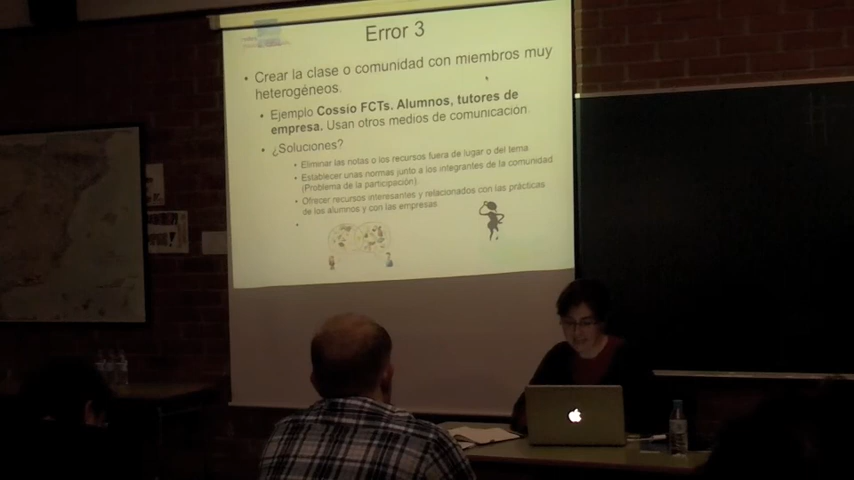 Error 3
• Crear la clase o comunidad con miembros muy
heterogéneos.
• Ejemplo Cossío FCTs. Alumnos, tutores de
empresa. Usan otros medios de comunicación.
• ¿Soluciones?
• Eliminar las notas o los recursos fuera de lugar o del tema.
• Establecer unas normas junto a los integrantes de la comunidad
(Problema de la participación).
• Ofrecer recursos interesantes y relacionados con las prácticas
de los alumnos y con las empresas
•